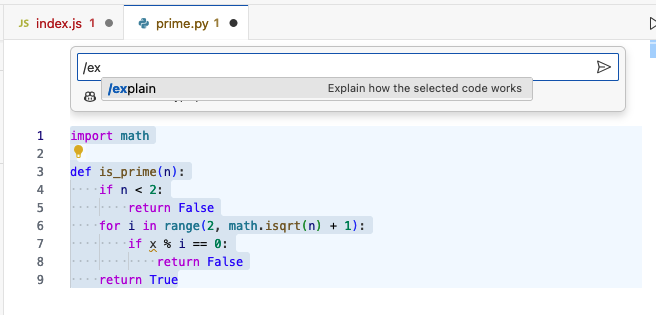 JS index.js 1
prime.py 1
/ex
/explain Explain how the selected code works
1 import math
2
3 def is_prime(n):
4 if n < 2:
5 return False
6 for i in range(2, math.isqrt(n) + 1):
7 if x % i == 0:
8 return False
9 return True